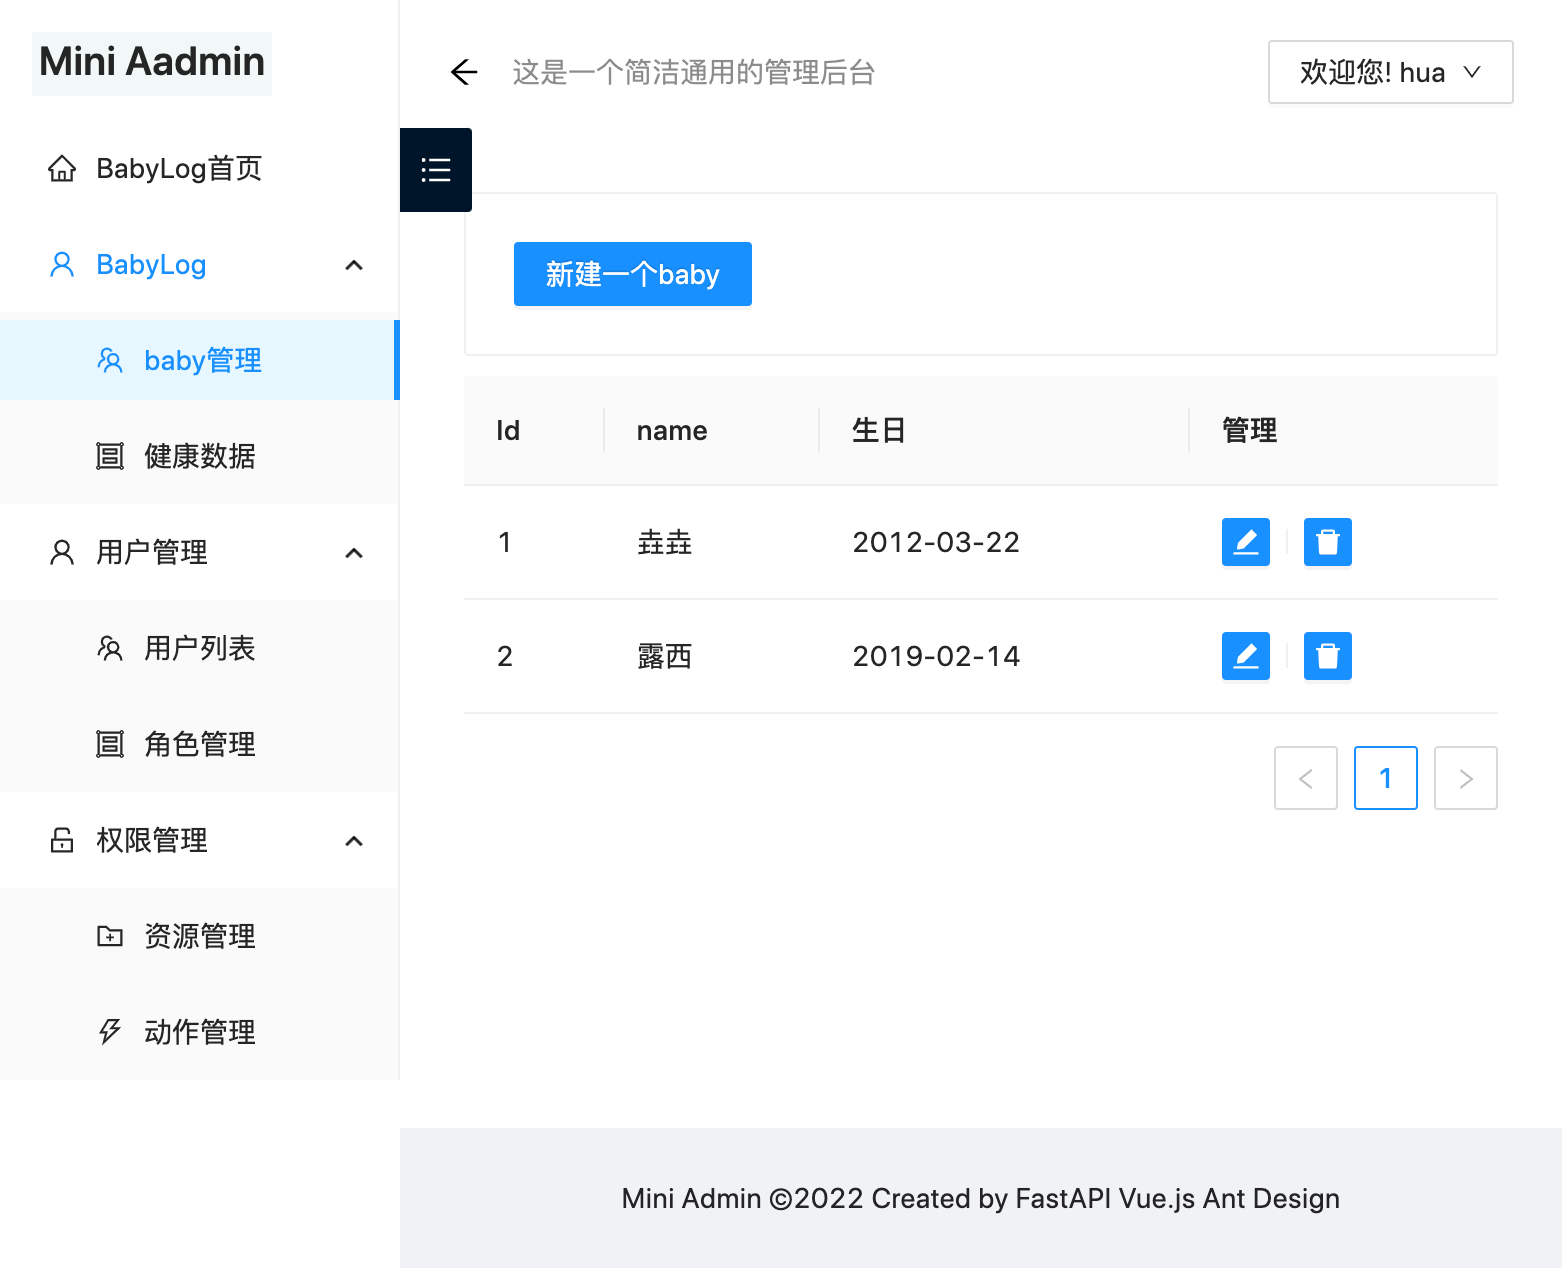 Mini Aadmin
BabyLog首页
BabyLog
baby管理
健康数据
用户管理
用户列表
角色管理
权限管理
资源管理
动作管理
这是一个简洁通用的管理后台
欢迎您! hua
新建一个baby
Id name 生日 管理
1 垚垚 2012-03-22
2 露西 2019-02-14
1
Mini Admin ©2022 Created by FastAPI Vue.js Ant Design